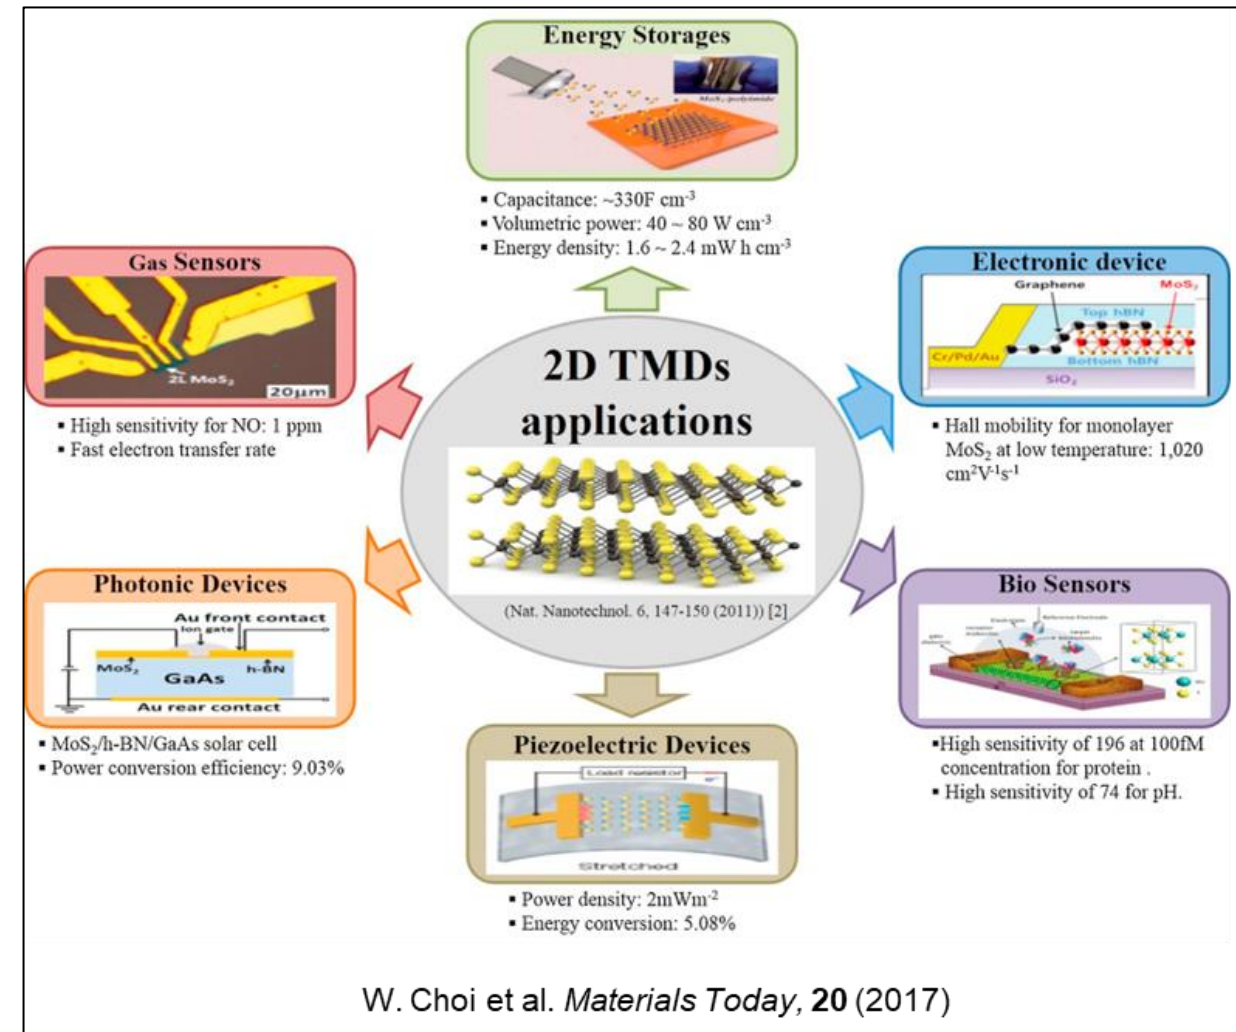 Energy Storages
MoS₂/polyimide
▪ Capacitance: ~330F cm⁻³
▪ Volumetric power: 40 ~ 80 W cm⁻³
▪ Energy density: 1.6 ~ 2.4 mW h cm⁻³
Gas Sensors
2L MoS₂
20μm
▪ High sensitivity for NO: 1 ppm
▪ Fast electron transfer rate
Electronic device
Graphene
MoS₂
Top hBN
Cr/Pd/Au
Bottom hBN
SiO₂
▪ Hall mobility for monolayer
MoS₂ at low temperature: 1,020
cm²V⁻¹s⁻¹
2D TMDs
applications
(Nat. Nanotechnol. 6, 147-150 (2011)) [2]
Photonic Devices
Au front contact
Ion gate
MoS₂
h-BN
GaAs
Au rear contact
▪ MoS₂/h-BN/GaAs solar cell
▪ Power conversion efficiency: 9.03%
Bio Sensors
Reference Electrode
▪High sensitivity of 196 at 100fM
concentration for protein .
▪ High sensitivity of 74 for pH.
Piezoelectric Devices
Load resistor
e⁻
Stretched
▪ Power density: 2mWm⁻²
▪ Energy conversion: 5.08%
W. Choi et al. Materials Today, 20 (2017)